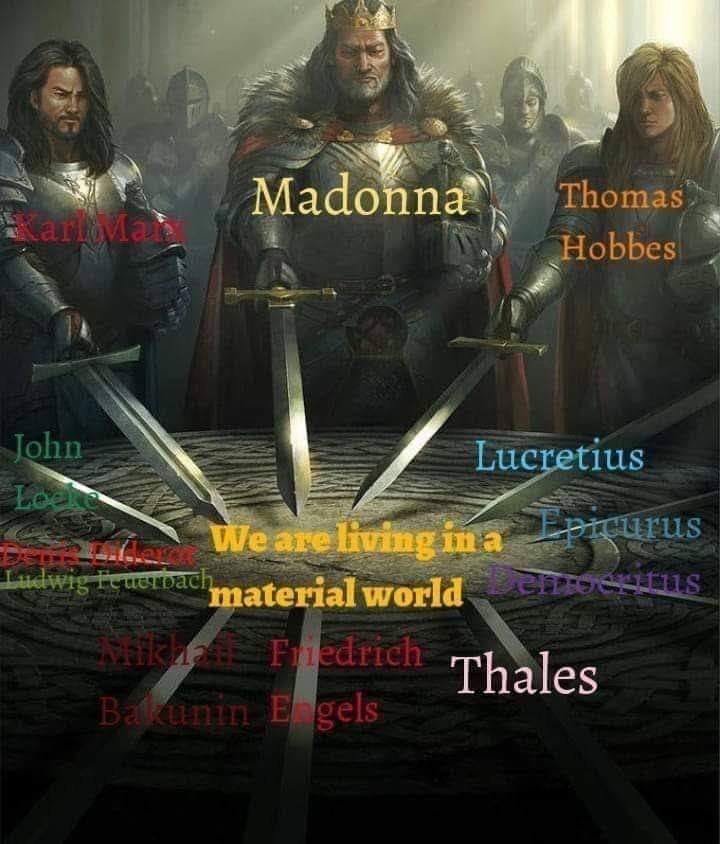 Madonna
Karl Marx
Thomas
Hobbes
John
Locke
Lucretius
Epicurus
Denis Diderot
Ludwig Feuerbach
We are living in a
material world
Democritus
Mikhail
Bakunin
Friedrich
Engels
Thales